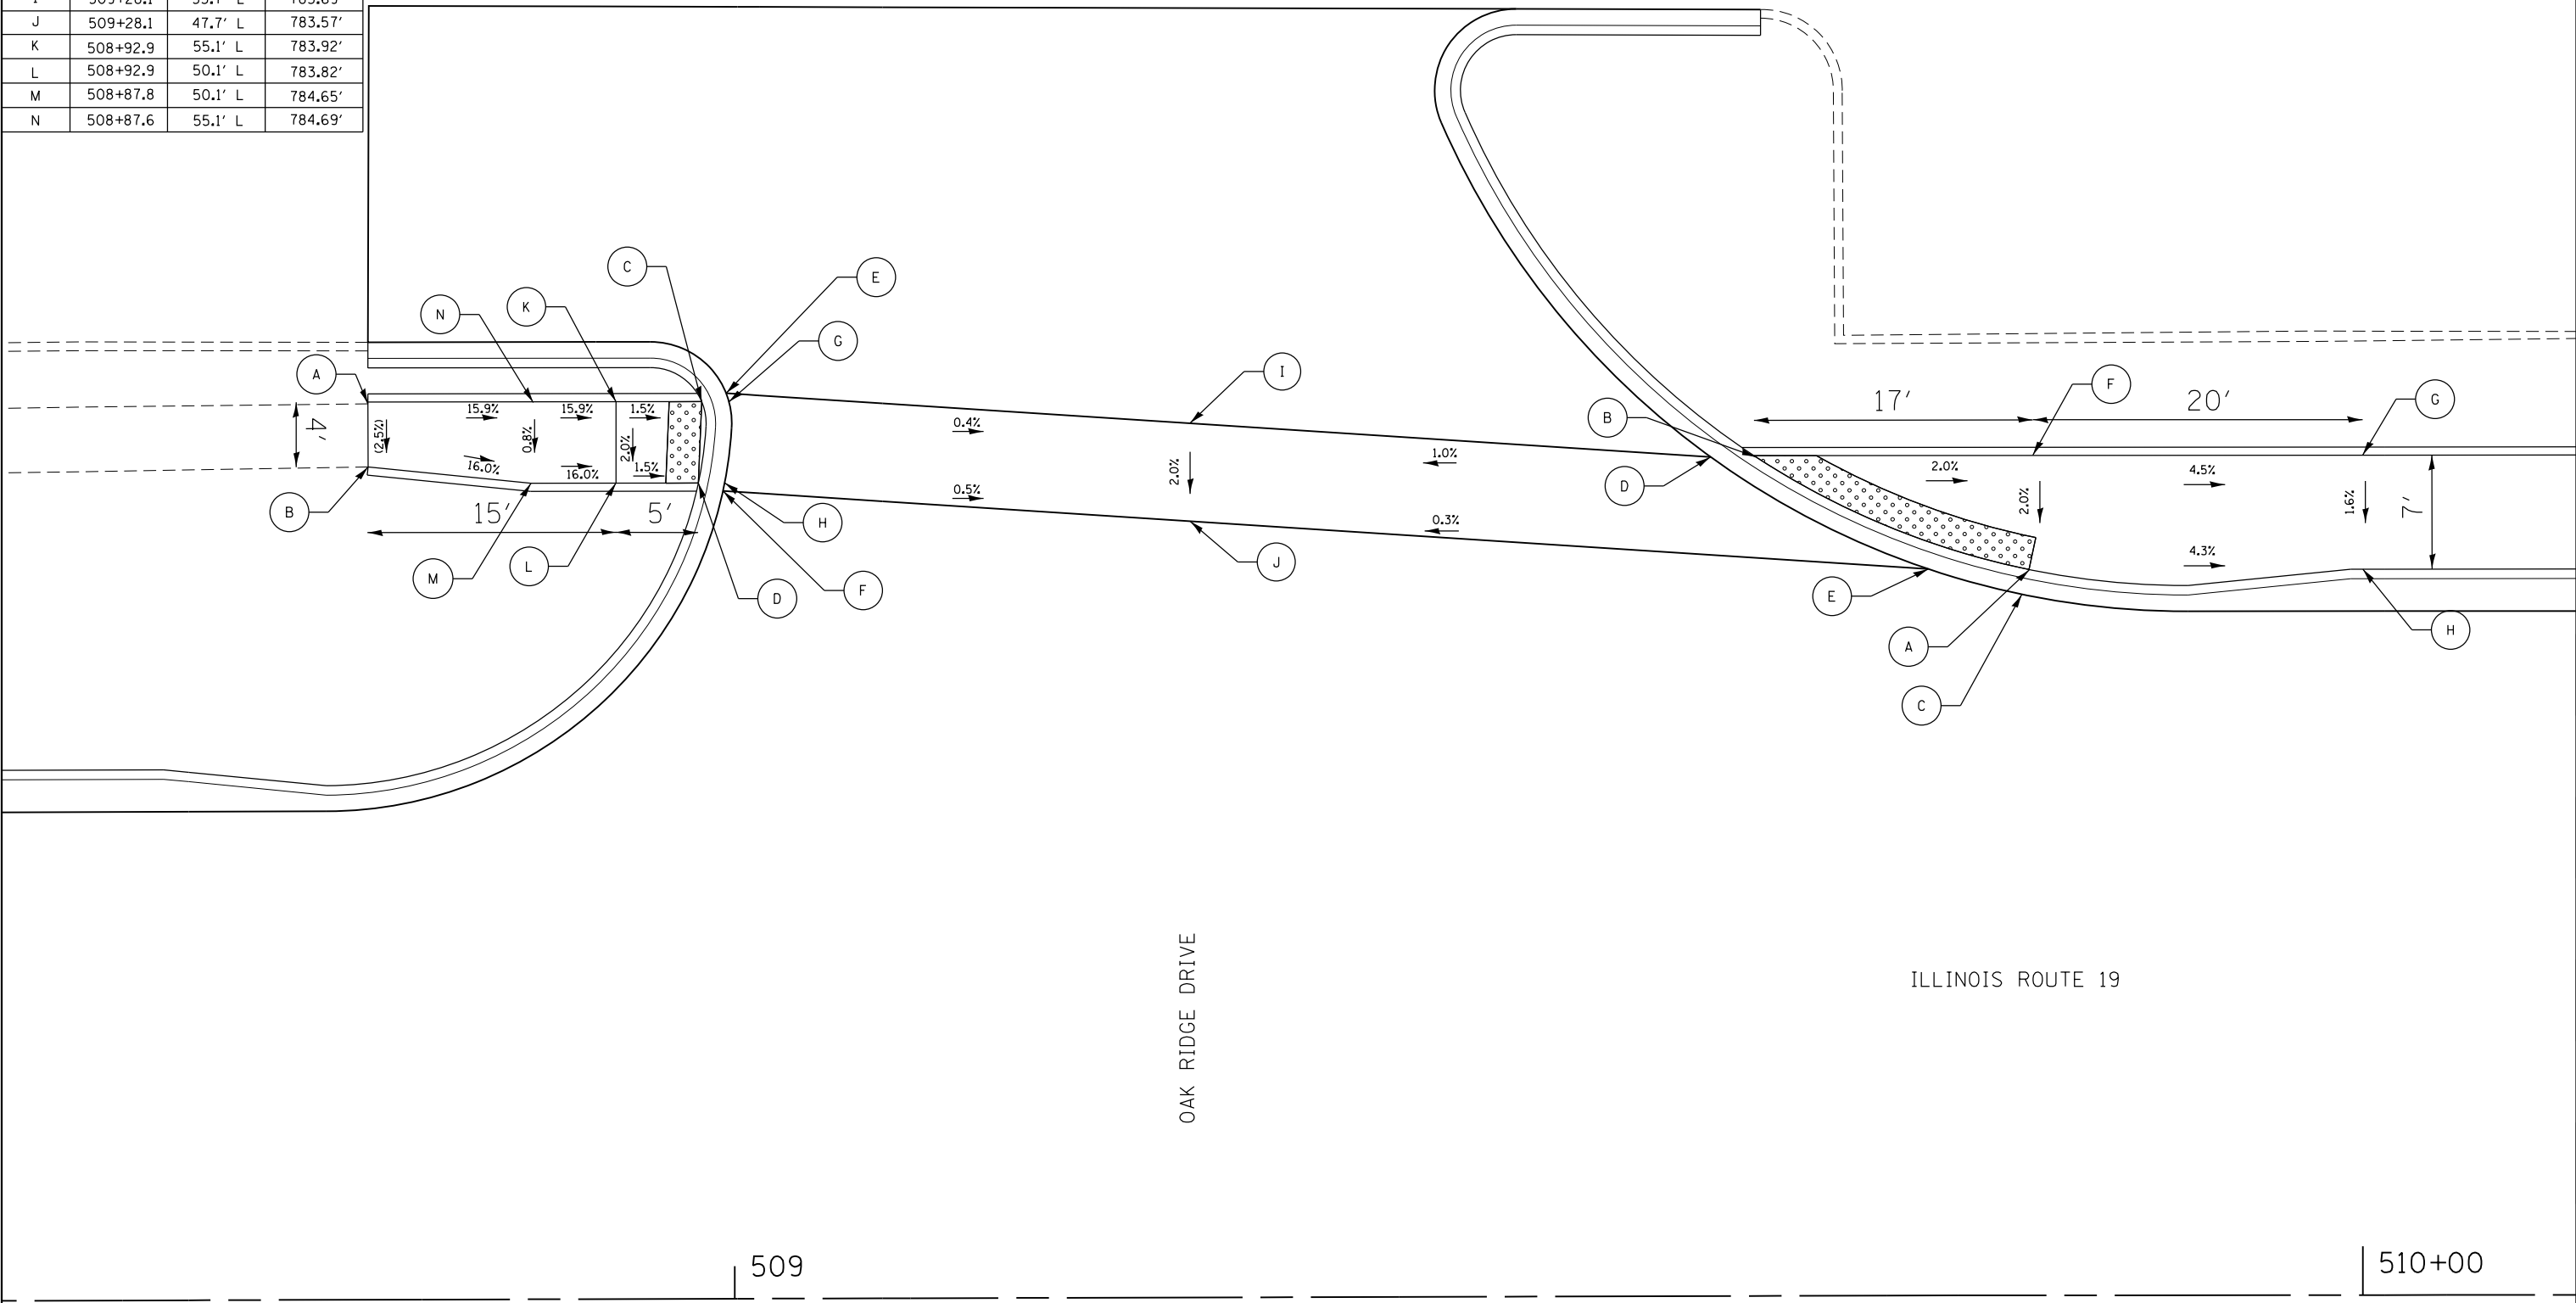 J 509+28.1 47.7' L 783.57'
K 508+92.9 55.1' L 783.92'
L 508+92.9 50.1' L 783.82'
M 508+87.8 50.1' L 784.65'
N 508+87.6 55.1' L 784.69'
C
E
N
K
G
A
I
F
G
B
17'
20'
15.9%
15.9%
1.5%
4'
(2.5%)
0.8%
2.0%
16.0%
16.0%
1.5%
0.4%
1.0%
2.0%
0.5%
0.3%
D
2.0%
4.5%
2.0%
1.6%
7'
4.3%
B
15'
5'
H
M
L
D
F
J
E
A
C
H
OAK RIDGE DRIVE
ILLINOIS ROUTE 19
509
510+00